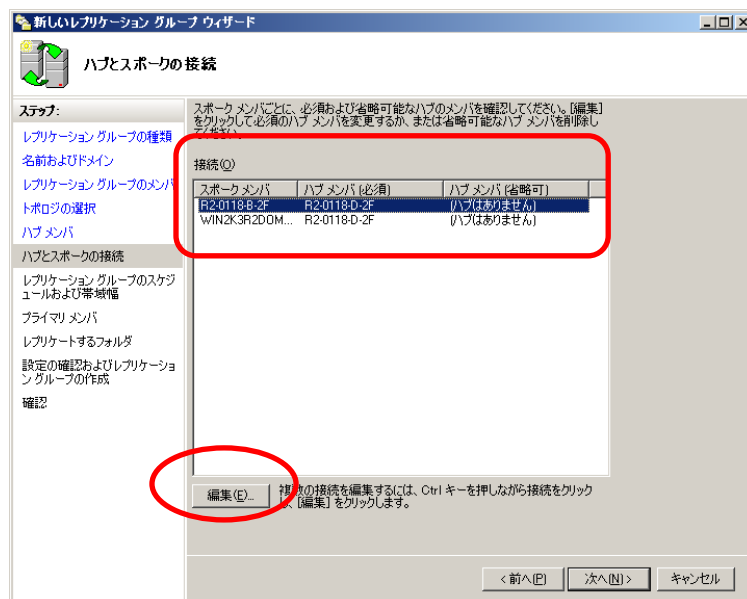 新しいレプリケーション グループ ウィザード
ハブとスポークの接続
ステップ:
レプリケーション グループの種類
名前およびドメイン
レプリケーション グループのメンバ
トポロジの選択
ハブ メンバ
ハブとスポークの接続
レプリケーション グループのスケジ
ュールおよび帯域幅
プライマリ メンバ
レプリケートするフォルダ
設定の確認およびレプリケーショ
ン グループの作成
確認
スポーク メンバごとに、必須および省略可能なハブのメンバを確認してください。[編集]
をクリックして必須のハブ メンバを変更するか、または省略可能なハブ メンバを削除し
てください。
接続(O)
スポーク メンバ ハブ メンバ (必須) ハブ メンバ (省略可)
R2-0118-B-2F R2-0118-D-2F (ハブはありません)
WIN2K3R2DOM... R2-0118-D-2F (ハブはありません)
編集(E)...
複数の接続を編集するには、Ctrl キーを押しながら接続をクリック
し、[編集] をクリックします。
< 前へ(P)
次へ(N) >
キャンセル